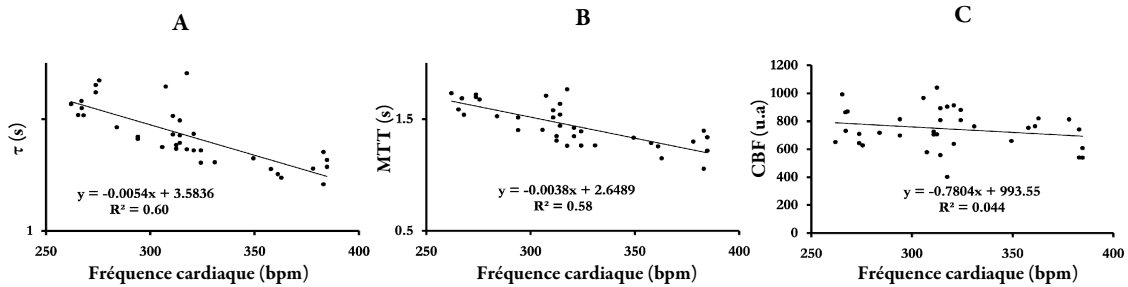 A
B
C
τ (s)
1
y = -0.0054x + 3.5836
R² = 0.60
250
300
350
400
Fréquence cardiaque (bpm)
MTT (s)
1.5
0.5
y = -0.0038x + 2.6489
R² = 0.58
250
300
350
400
Fréquence cardiaque (bpm)
CBF (u.a)
1200
1000
800
600
400
200
0
y = -0.7804x + 993.55
R² = 0.044
250
300
350
400
Fréquence cardiaque (bpm)